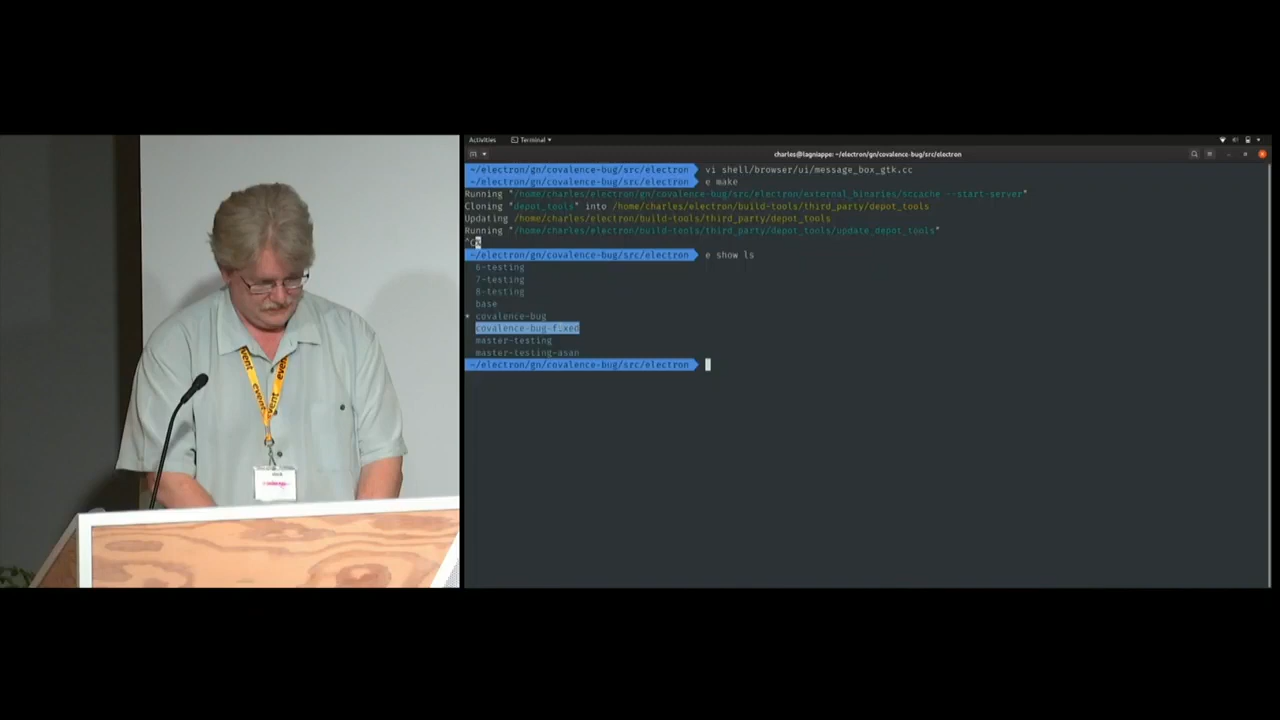 Activities
Terminal
charles@lagniappe: ~/electron/gn/covalence-bug/src/electron
~/electron/gn/covalence-bug/src/electron vi shell/browser/ui/message_box_gtk.cc
~/electron/gn/covalence-bug/src/electron e make
Running "/home/charles/electron/gn/covalence-bug/src/electron/external_binaries/sccache --start-server"
Cloning "depot_tools" into /home/charles/electron/build-tools/third_party/depot_tools
Updating /home/charles/electron/build-tools/third_party/depot_tools
Running "/home/charles/electron/build-tools/third_party/depot_tools/update_depot_tools"
^C
~/electron/gn/covalence-bug/src/electron e show ls
6-testing
7-testing
8-testing
base
* covalence-bug
covalence-bug-fixed
master-testing
master-testing-asan
~/electron/gn/covalence-bug/src/electron
event
event